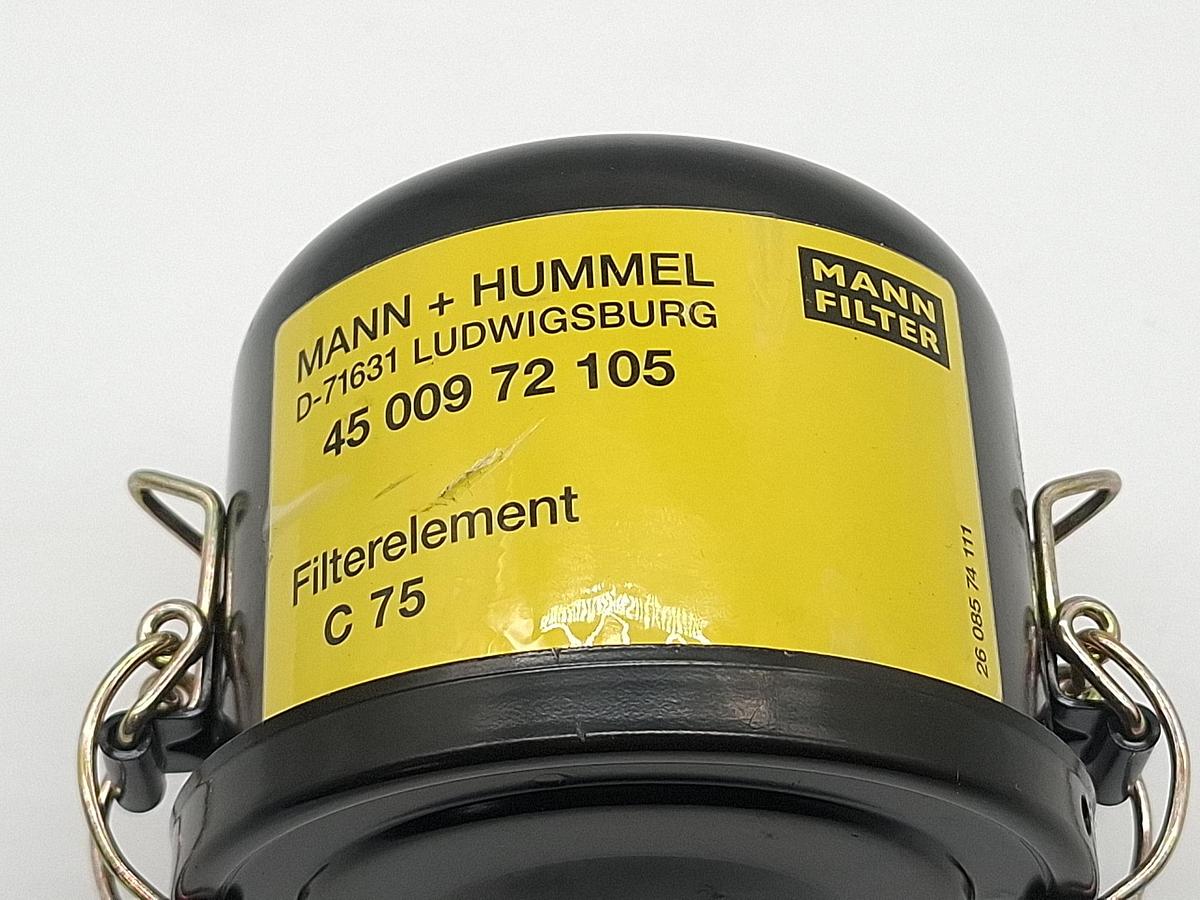 MANN + HUMMEL
D-71631 LUDWIGSBURG
45 009 72 105
MANN
FILTER
Filterelement
C 75
26 085 74 111